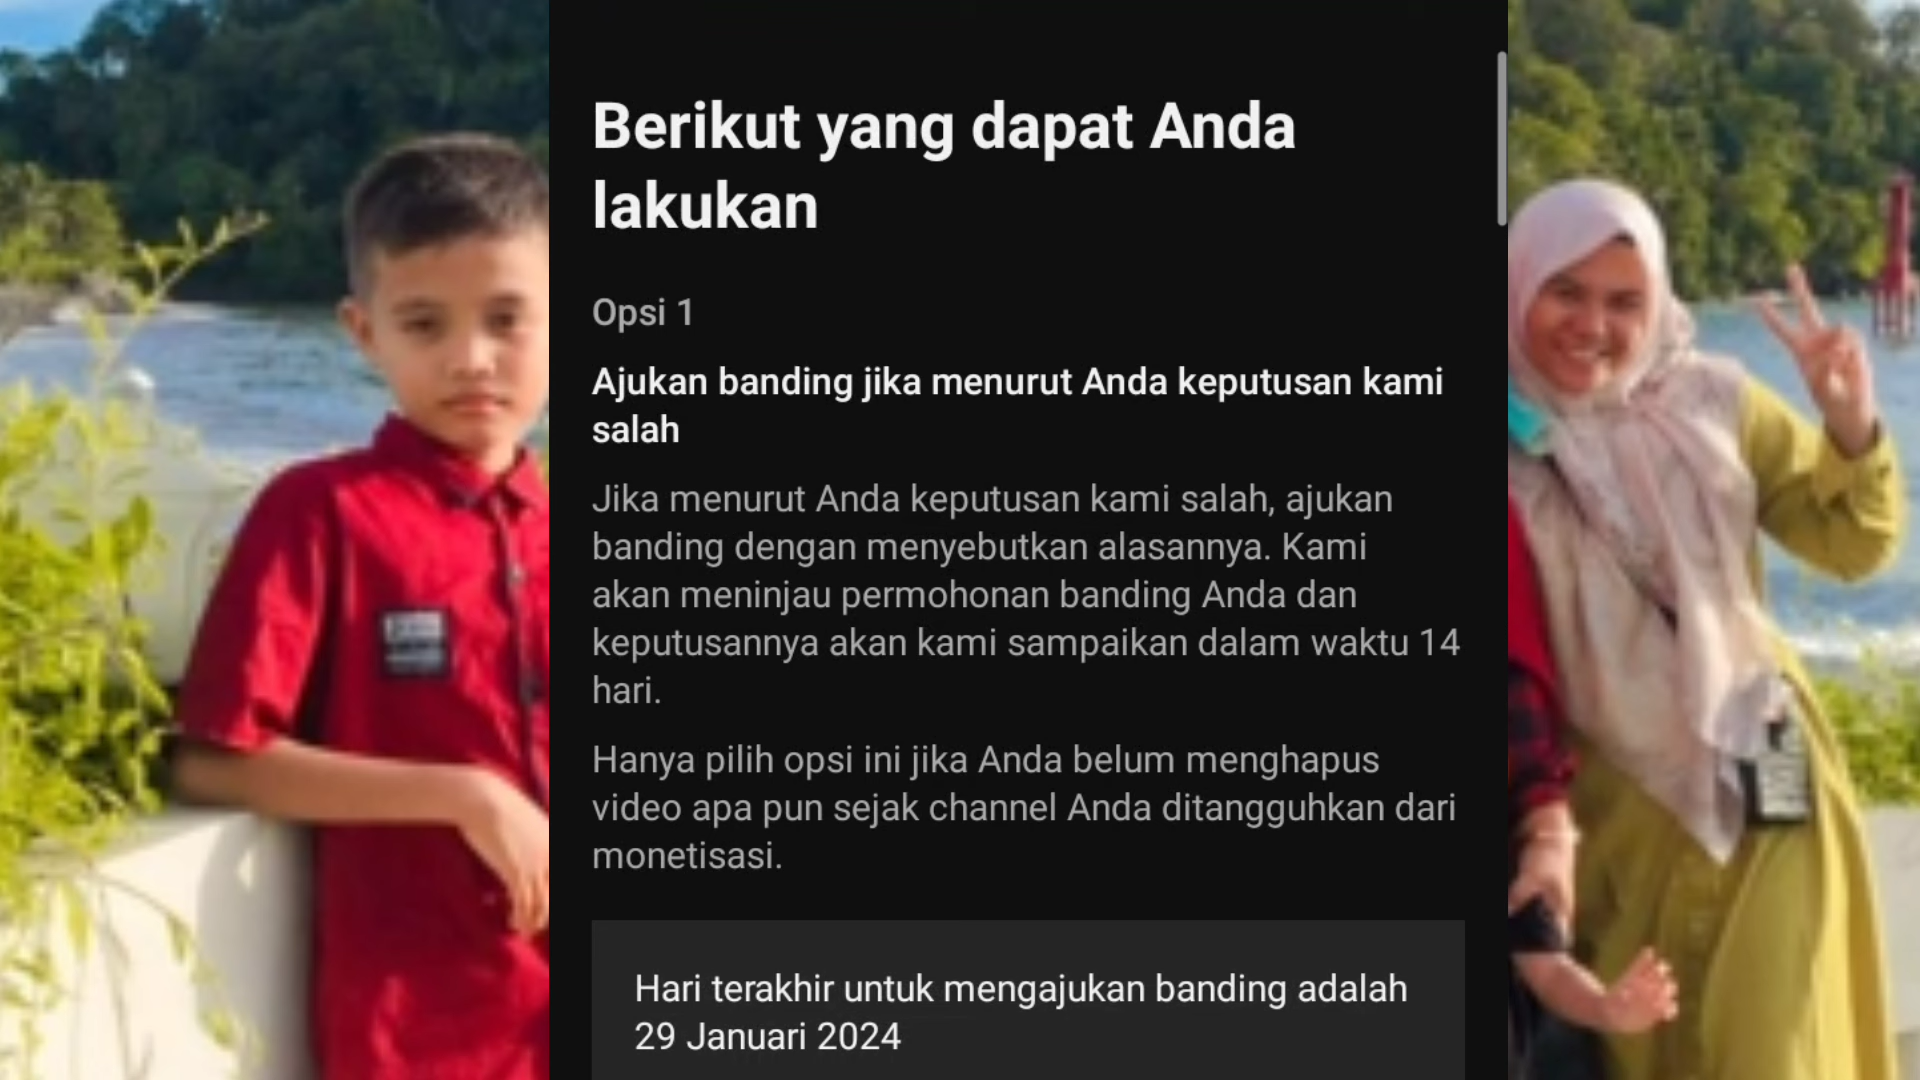 Berikut yang dapat Anda
lakukan
Opsi 1
Ajukan banding jika menurut Anda keputusan kami
salah
Jika menurut Anda keputusan kami salah, ajukan
banding dengan menyebutkan alasannya. Kami
akan meninjau permohonan banding Anda dan
keputusannya akan kami sampaikan dalam waktu 14
hari.
Hanya pilih opsi ini jika Anda belum menghapus
video apa pun sejak channel Anda ditangguhkan dari
monetisasi.
Hari terakhir untuk mengajukan banding adalah
29 Januari 2024